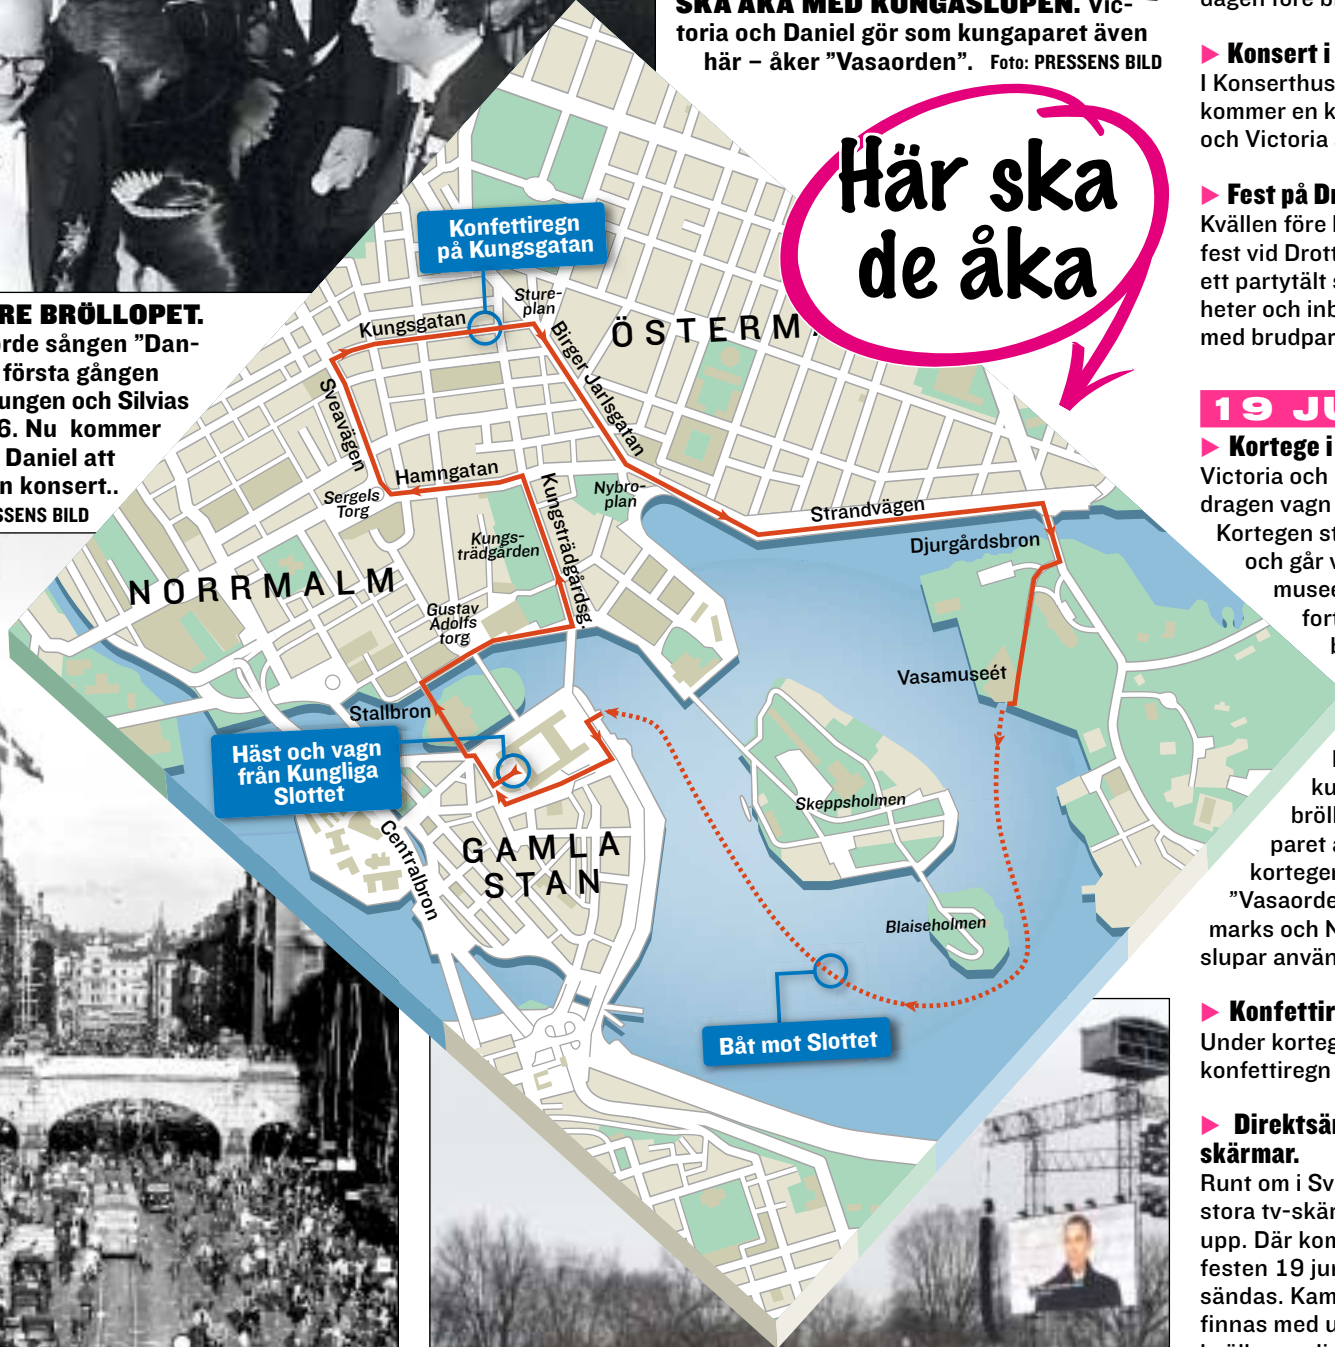 SKA ÅKA MED KUNGASLUPEN. Vic-
toria och Daniel gör som kungaparet även
här – åker ”Vasaorden”. Foto: PRESSENS BILD
RE BRÖLLOPET.
orde sången ”Dan-
första gången
ungen och Silvias
6. Nu kommer
Daniel att
n konsert..
SSENS BILD
Här ska
de åka
Konfettiregn
på Kungsgatan
Kungsgatan
Sture-
plan
Birger Jarlsgatan
ÖSTERM
Sveavägen
Hamngatan
Sergels
Torg
Kungs-
trädgården
Kungsträdgårdsg.
Nybro-
plan
Strandvägen
Djurgårdsbron
NORRMALM
Gustav
Adolfs
torg
Vasamuseét
Stallbron
Häst och vagn
från Kungliga
Slottet
Skeppsholmen
GAMLA
STAN
Centralbron
Blaiseholmen
Båt mot Slottet
dagen före b
Konsert i
I Konserthus
kommer en k
och Victoria
Fest på Dr
Kvällen före
fest vid Drott
ett partytält s
heter och inb
med brudpar
19 JU
Kortege i
Victoria och
dragen vagn
Kortegen st
och går v
musee
fort
b
ku
bröll
paret a
korteger
”Vasaorde
marks och N
slupar använ
Konfettir
Under korteg
konfettiregn
Direktsän
skärmar.
Runt om i Sv
stora tv-skär
upp. Där kom
festen 19 jun
sändas. Kam
finnas med u